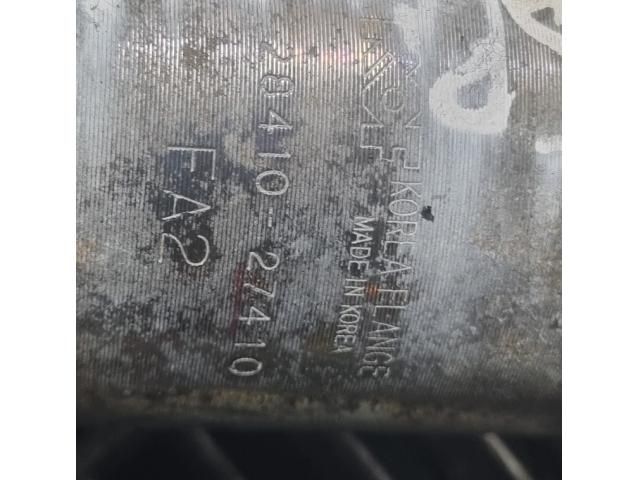 KOREA FLANGE
MADE IN KOREA
28410-27410
FA2